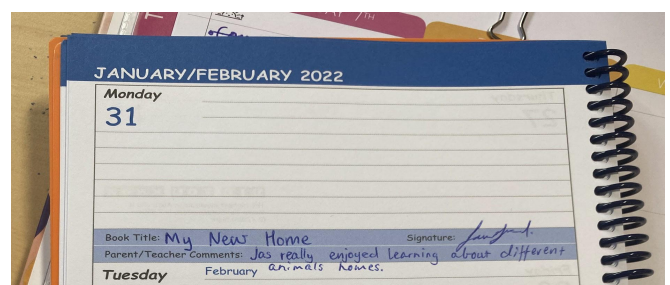 JANUARY/FEBRUARY 2022
Monday
31
Book Title: My New Home Signature:
Parent/Teacher Comments: Jas really enjoyed learning about different
animals homes.
Tuesday February